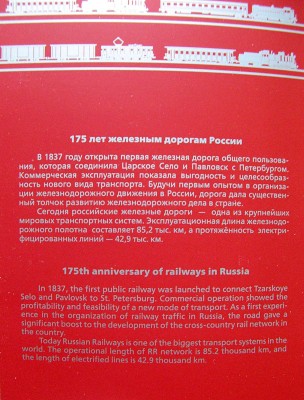 175 лет железным дорогам России
В 1837 году открыта первая железная дорога общего пользова-
ния, которая соединила Царское Село и Павловск с Петербургом.
Коммерческая эксплуатация показала выгодность и целесообраз-
ность нового вида транспорта. Будучи первым опытом в организа-
ции железнодорожного движения в России, дорога дала существен-
ный толчок развитию железнодорожного дела в стране.
Сегодня российские железные дороги — одна из крупнейших
мировых транспортных систем. Эксплуатационная длина железно-
дорожного полотна составляет 85,2 тыс. км, а протяжённость электри-
фицированных линий — 42,9 тыс. км.
175th anniversary of railways in Russia
In 1837, the first public railway was launched to connect Tzarskoye
Selo and Pavlovsk to St. Petersburg. Commercial operation showed the
profitability and feasibility of a new mode of transport. As a first experi-
ence in the organization of railway traffic in Russia, the road gave a
significant boost to the development of the cross-country rail network in
the country.
Today Russian Railways is one of the biggest transport systems in the
world. The operational length of RR network is 85.2 thousand km, and
the length of electrified lines is 42.9 thousand km.